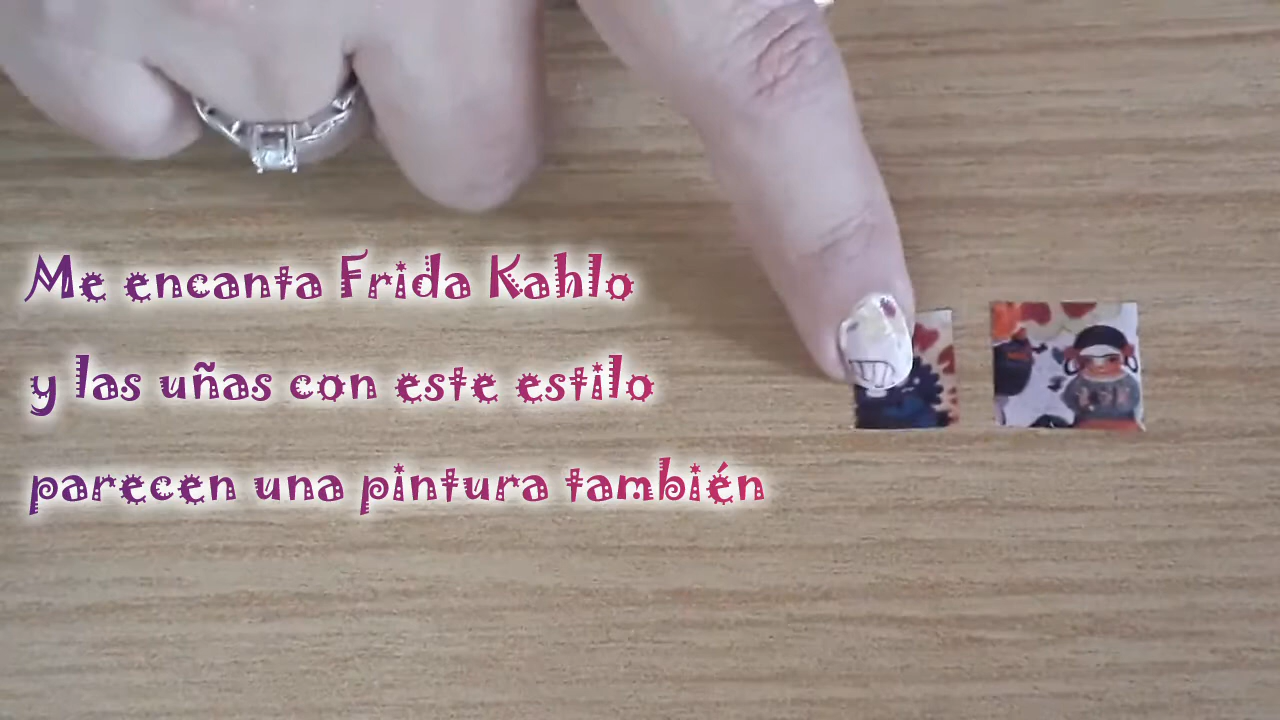 Me encanta Frida Kahlo
y las uñas con este estilo
parecen una pintura también